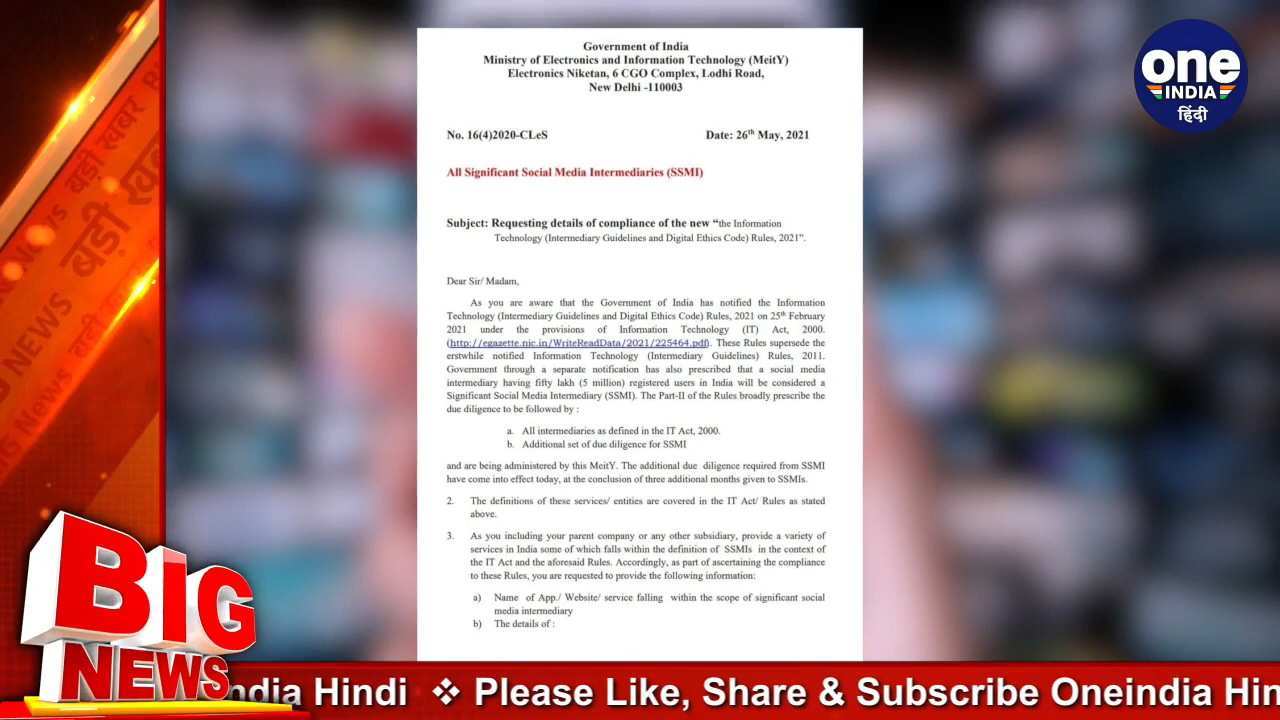 Government of India
Ministry of Electronics and Information Technology (MeitY)
Electronics Niketan, 6 CGO Complex, Lodhi Road,
New Delhi -110003
No. 16(4)2020-CLeS
Date: 26th May, 2021
All Significant Social Media Intermediaries (SSMI)
Subject: Requesting details of compliance of the new “the Information
Technology (Intermediary Guidelines and Digital Ethics Code) Rules, 2021”.
Dear Sir/ Madam,
As you are aware that the Government of India has notified the Information
Technology (Intermediary Guidelines and Digital Ethics Code) Rules, 2021 on 25th February
2021 under the provisions of Information Technology (IT) Act, 2000.
(http://egazette.nic.in/WriteReadData/2021/225464.pdf). These Rules supersede the
erstwhile notified Information Technology (Intermediary Guidelines) Rules, 2011.
Government through a separate notification has also prescribed that a social media
intermediary having fifty lakh (5 million) registered users in India will be considered a
Significant Social Media Intermediary (SSMI). The Part-II of the Rules broadly prescribe the
due diligence to be followed by :
a. All intermediaries as defined in the IT Act, 2000.
b. Additional set of due diligence for SSMI
and are being administered by this MeitY. The additional due diligence required from SSMI
have come into effect today, at the conclusion of three additional months given to SSMIs.
2. The definitions of these services/ entities are covered in the IT Act/ Rules as stated
above.
3. As you including your parent company or any other subsidiary, provide a variety of
services in India some of which falls within the definition of SSMIs in the context of
the IT Act and the aforesaid Rules. Accordingly, as part of ascertaining the compliance
to these Rules, you are requested to provide the following information:
a) Name of App./ Website/ service falling within the scope of significant social
media intermediary
b) The details of :
one
INDIA
हिंदी
बड़ी खबर
NEWS
बड़ी
BIG
NEWS
ndia Hindi ❖ Please Like, Share & Subscribe Oneindia Hin